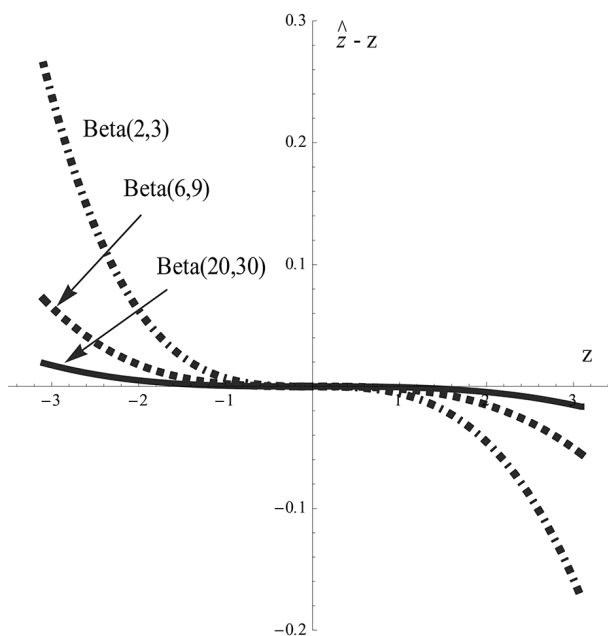 0.3
ẑ - z
Beta(2,3)
0.2
Beta(6,9)
Beta(20,30)
0.1
z
−3 −2 −1 1 2 3
−0.1
−0.2